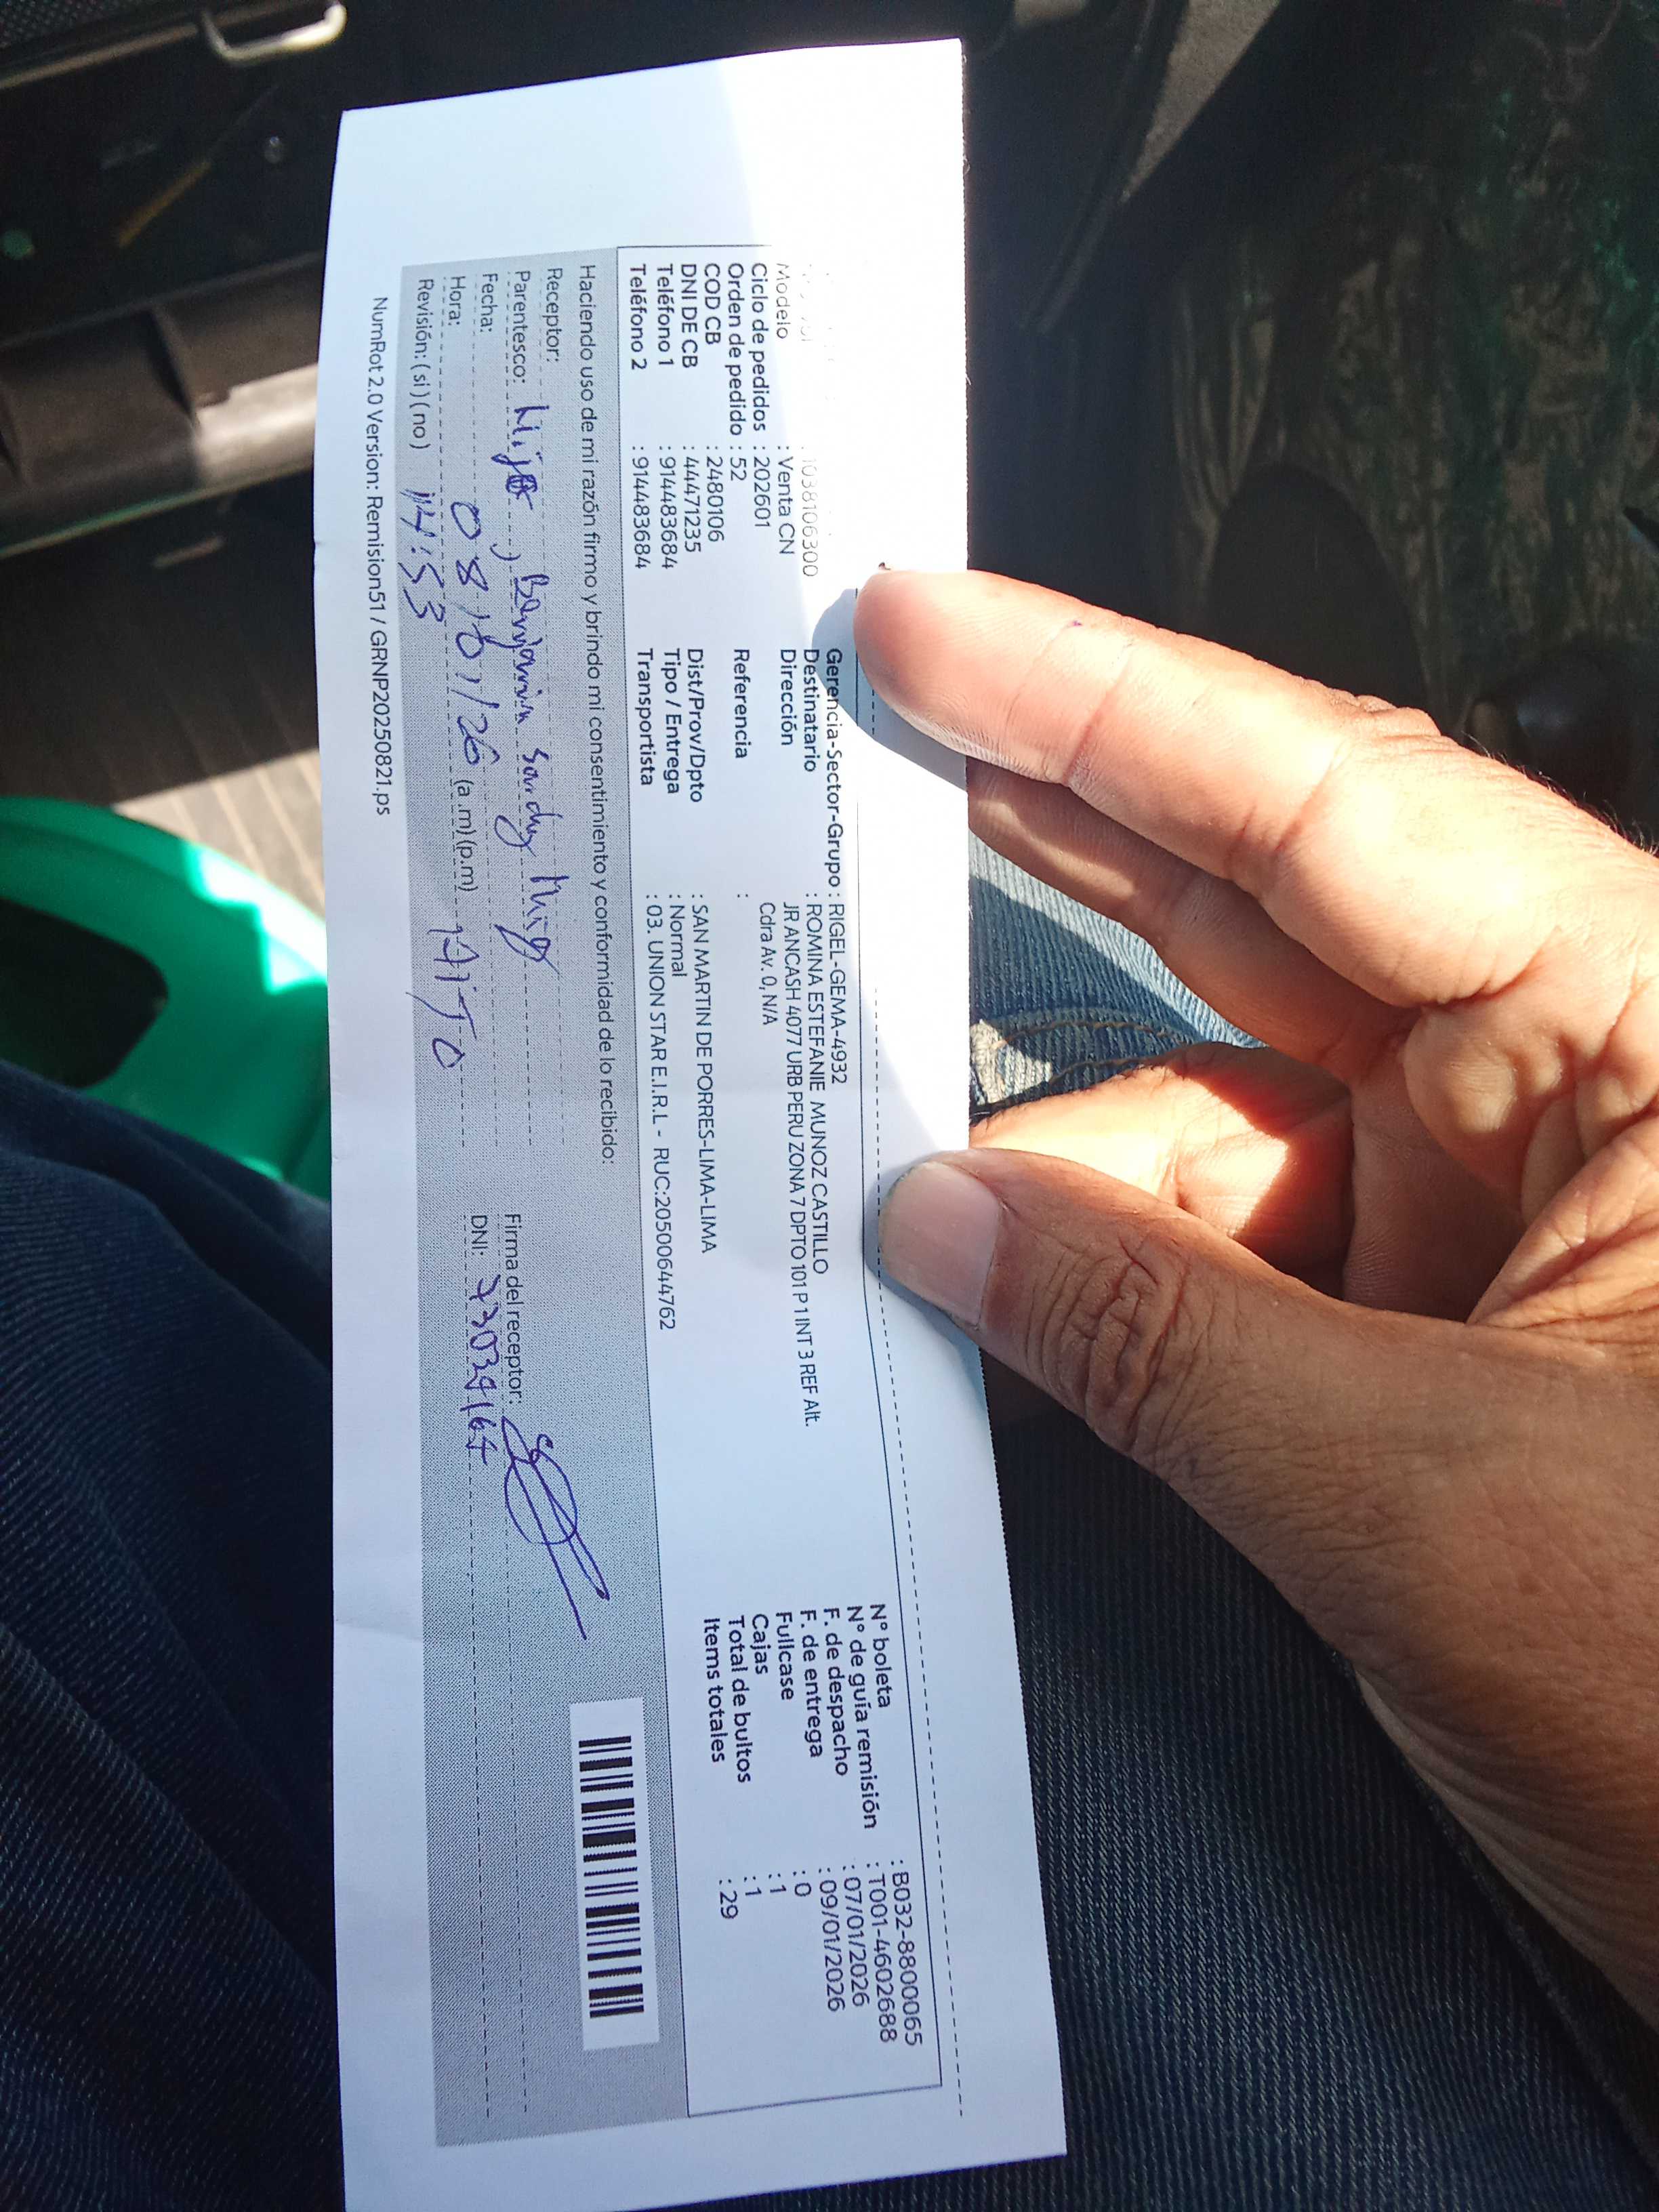 : 1038106300
Modelo : Venta CN
Ciclo de pedidos : 202601
Orden de pedido : 52
COD CB : 2480106
DNI DE CB : 44471235
Teléfono 1 : 914483684
Teléfono 2 : 914483684
Gerencia-Sector-Grupo : RIGEL-GEMA-4932
Destinatario : ROMINA ESTEFANIE MUNOZ CASTILLO
Dirección JR ANCASH 4077 URB PERU ZONA 7 DPTO 101 P 1 INT 3 REF Alt.
Cdra Av. 0, N/A
Referencia :
Dist/Prov/Dpto : SAN MARTIN DE PORRES-LIMA-LIMA
Tipo / Entrega : Normal
Transportista : 03. UNION STAR E.I.R.L - RUC:20500644762
N° boleta : B032-8800065
N° de guía remisión : T001-4602688
F. de despacho : 07/01/2026
F. de entrega : 09/01/2026
Fullcase : 0
Cajas : 1
Total de bultos : 1
Items totales : 29
Haciendo uso de mi razón firmo y brindo mi consentimiento y conformidad de lo recibido:
Receptor:
Parentesco: Hijo, Benjamin
Fecha: 08/01/26
Hora: 14:53 (a.m)(p.m)
Revisión: (si) (no)
Firma del receptor:
DNI: 73034164
NumRot 2.0 Version: Remision51 / GRNP20250821.ps